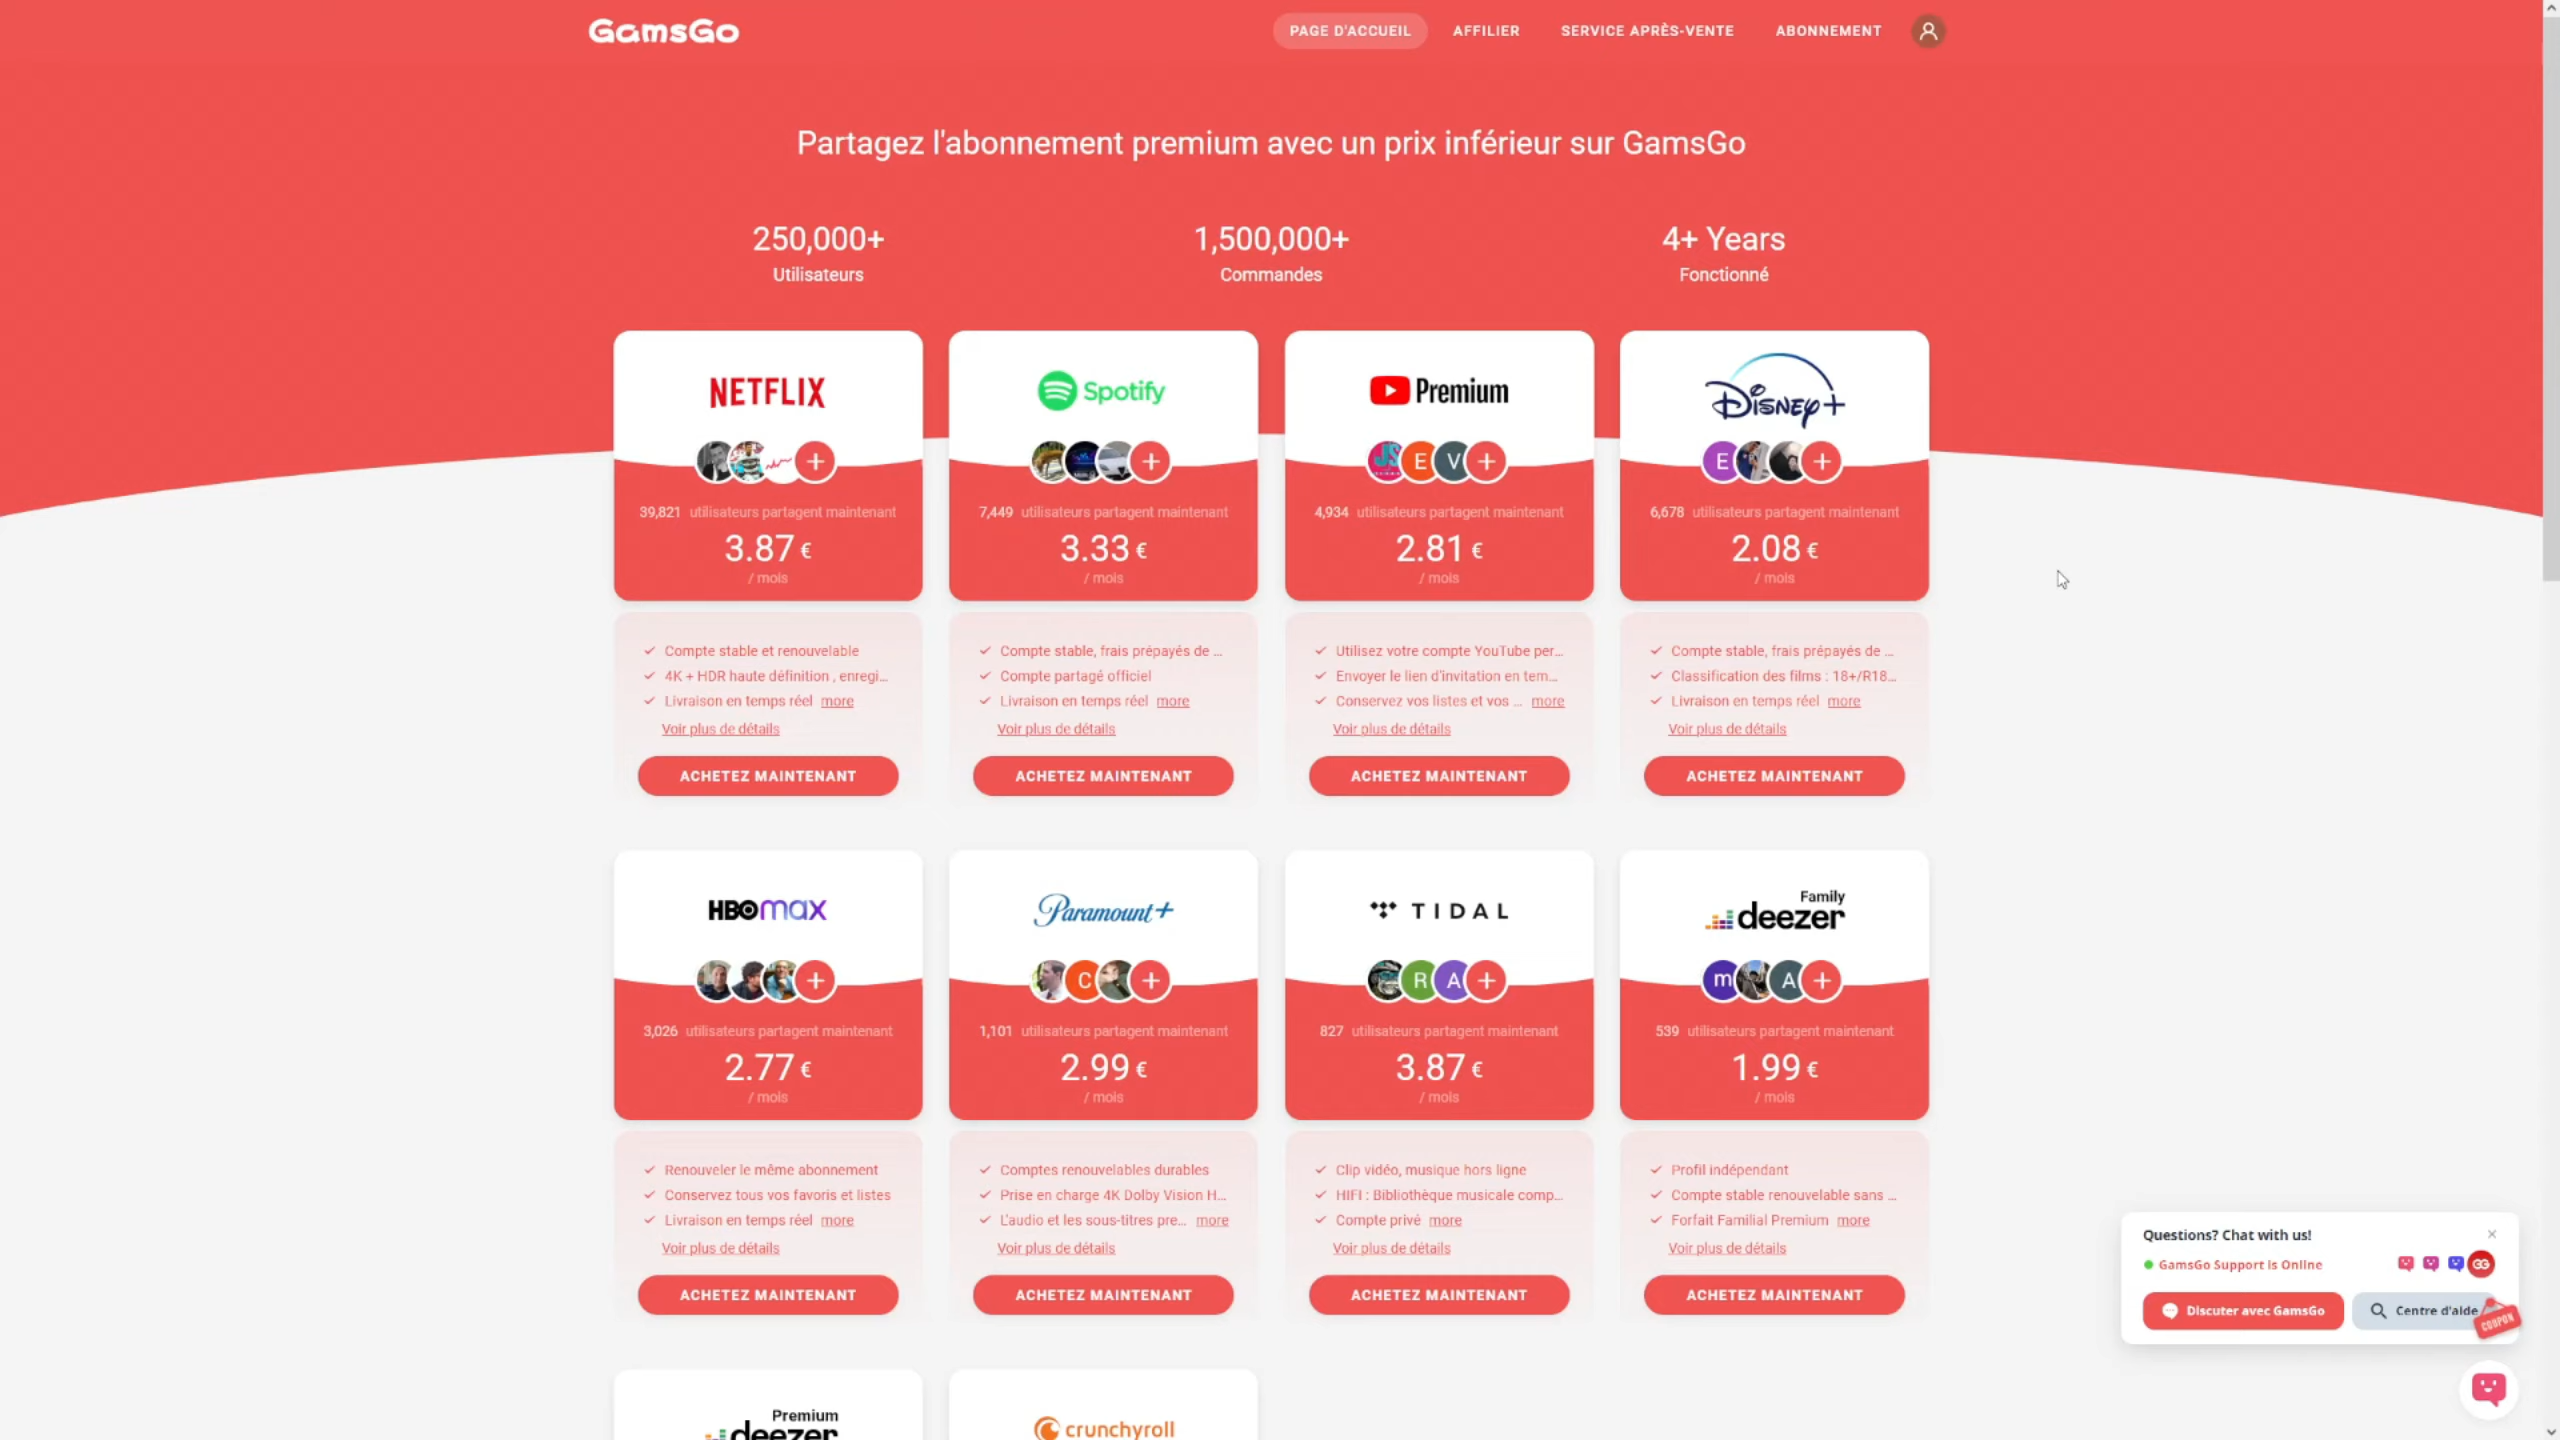 GamsGo
PAGE D'ACCUEIL AFFILIER SERVICE APRÈS-VENTE ABONNEMENT
Partagez l'abonnement premium avec un prix inférieur sur GamsGo
250,000+ 1,500,000+ 4+ Years
Utilisateurs Commandes Fonctionné
NETFLIX Spotify Premium Disney+
JS E V E
39,821 utilisateurs partagent maintenant 7,449 utilisateurs partagent maintenant 4,934 utilisateurs partagent maintenant 6,678 utilisateurs partagent maintenant
3.87 € 3.33 € 2.81 € 2.08 €
/ mois / mois / mois / mois
Compte stable et renouvelable Compte stable, frais prépayés de ... Utilisez votre compte YouTube per... Compte stable, frais prépayés de ...
4K + HDR haute définition , enregi... Compte partagé officiel Envoyer le lien d'invitation en tem... Classification des films : 18+/R18...
Livraison en temps réel more Livraison en temps réel more Conservez vos listes et vos ... more Livraison en temps réel more
Voir plus de détails Voir plus de détails Voir plus de détails Voir plus de détails
ACHETEZ MAINTENANT ACHETEZ MAINTENANT ACHETEZ MAINTENANT ACHETEZ MAINTENANT
HBOmax Paramount+ TIDAL Family deezer
C R A m A
3,026 utilisateurs partagent maintenant 1,101 utilisateurs partagent maintenant 827 utilisateurs partagent maintenant 539 utilisateurs partagent maintenant
2.77 € 2.99 € 3.87 € 1.99 €
/ mois / mois / mois / mois
Renouveler le même abonnement Comptes renouvelables durables Clip vidéo, musique hors ligne Profil indépendant
Conservez tous vos favoris et listes Prise en charge 4K Dolby Vision H... HIFI : Bibliothèque musicale comp... Compte stable renouvelable sans ...
Livraison en temps réel more L'audio et les sous-titres pre... more Compte privé more Forfait Familial Premium more
Voir plus de détails Voir plus de détails Voir plus de détails Voir plus de détails
ACHETEZ MAINTENANT ACHETEZ MAINTENANT ACHETEZ MAINTENANT ACHETEZ MAINTENANT
Questions? Chat with us!
GamsGo Support is Online GG
Discuter avec GamsGo Centre d'aide
COUPON
Premium
deezer crunchyroll